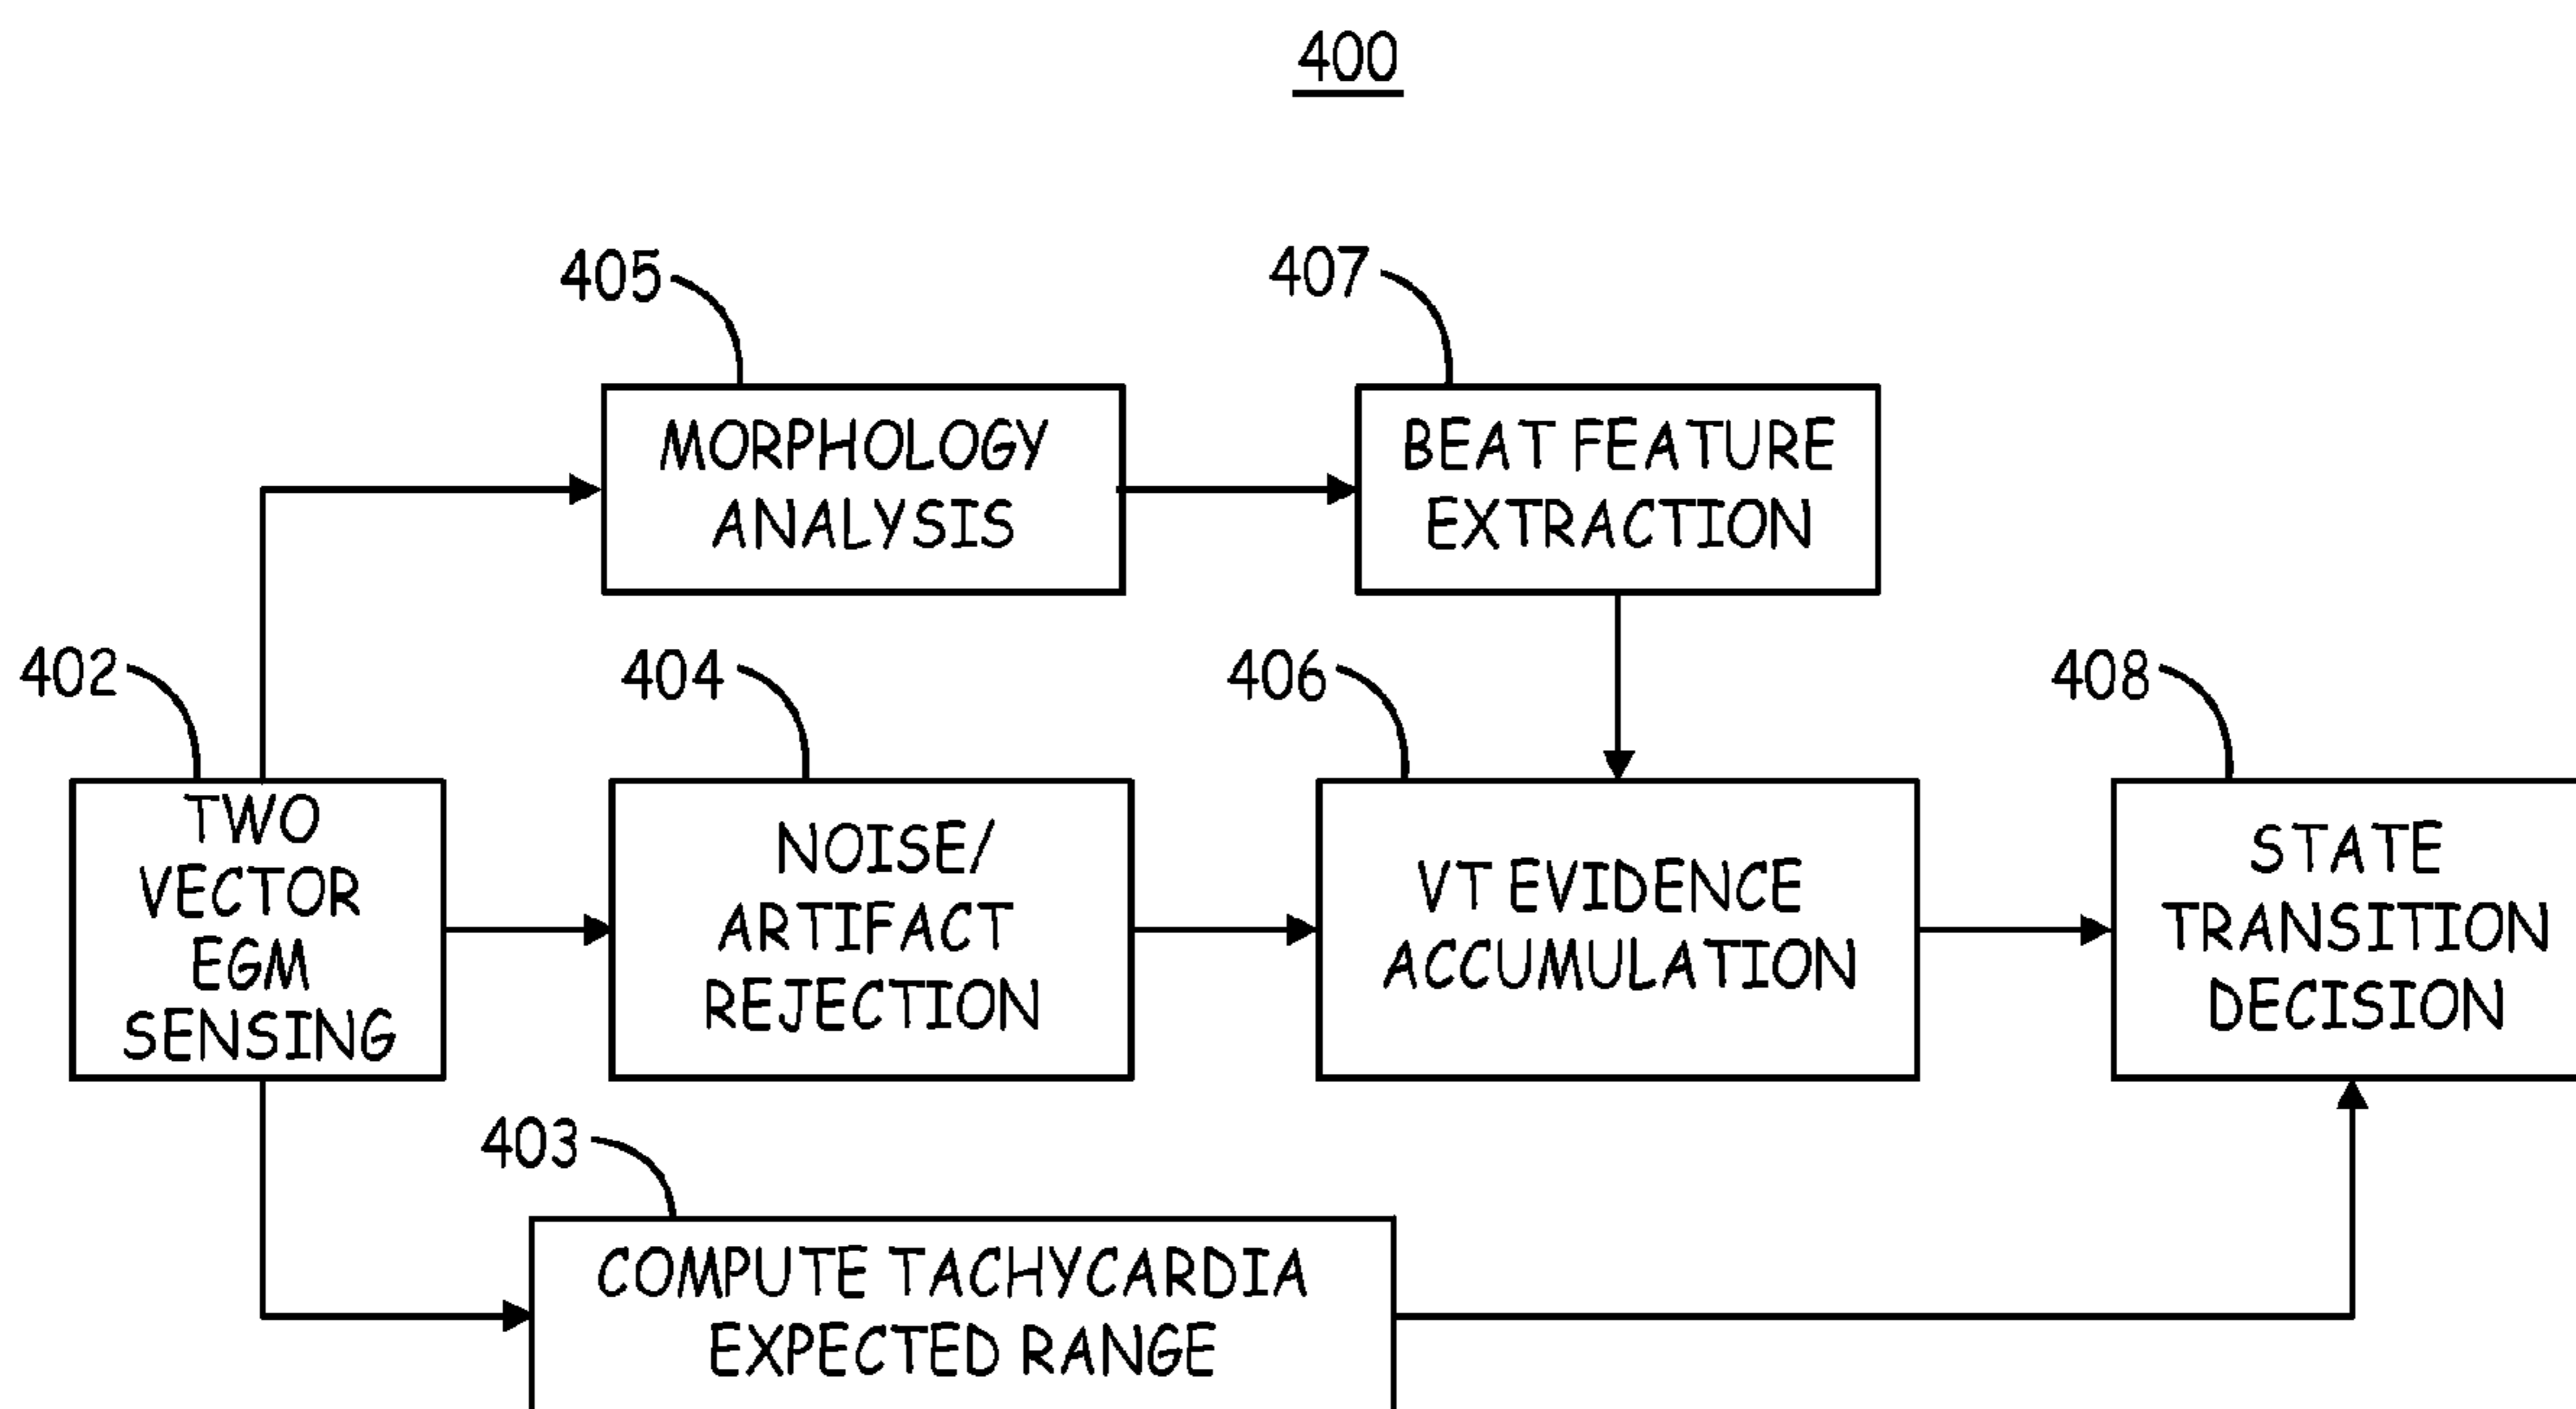 400
405
407
MORPHOLOGY
ANALYSIS
BEAT FEATURE
EXTRACTION
402
404
406
408
TWO
VECTOR
EGM
SENSING
NOISE/
ARTIFACT
REJECTION
VT EVIDENCE
ACCUMULATION
STATE
TRANSITION
DECISION
403
COMPUTE TACHYCARDIA
EXPECTED RANGE